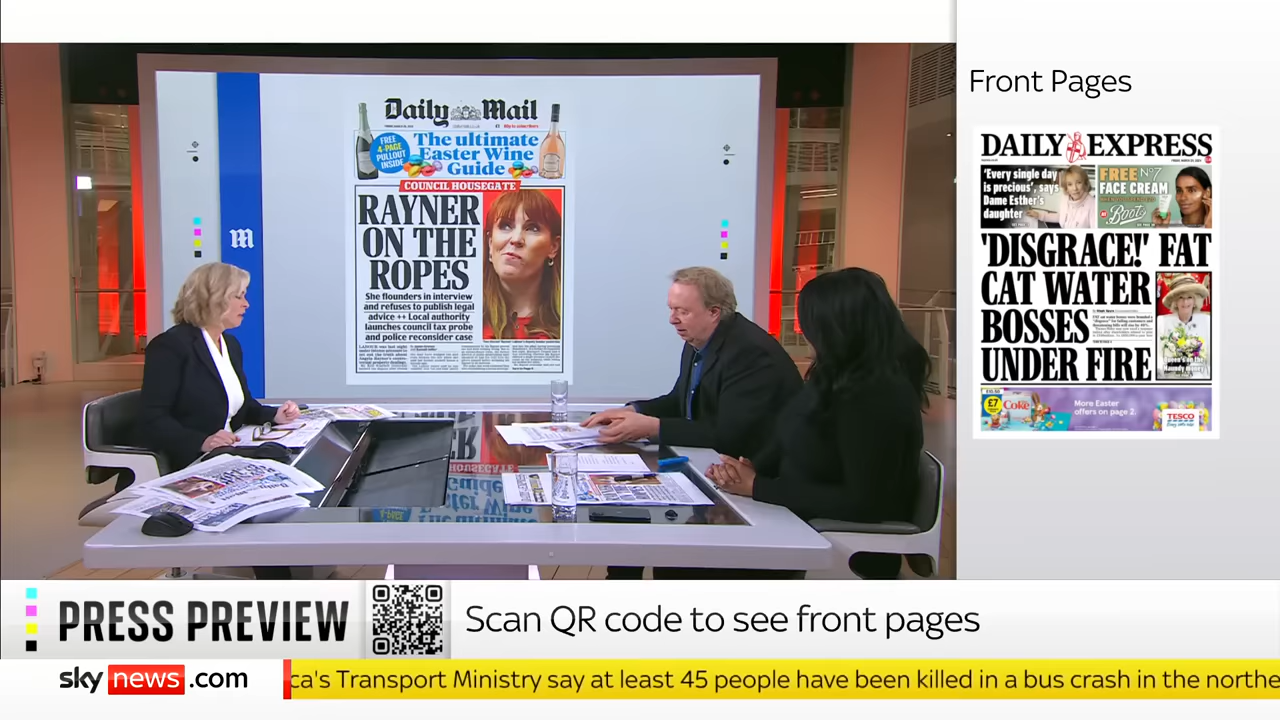 Front Pages
Daily Mail
FREE
4-PAGE
PULLOUT
INSIDE
The ultimate
Easter Wine
Guide
COUNCIL HOUSEGATE
RAYNER
ON THE
ROPES
She flounders in interview
and refuses to publish legal
advice ++ Local authority
launches council tax probe
and police reconsider case
DAILY EXPRESS
'Every single day
is precious', says
Dame Esther's
daughter
FREE No7
FACE CREAM
Boots
'DISGRACE!' FAT
CAT WATER
BOSSES
UNDER FIRE
£7
Coke
More Easter
offers on page 2.
TESCO
PRESS PREVIEW
Scan QR code to see front pages
sky news.com
ca's Transport Ministry say at least 45 people have been killed in a bus crash in the northe